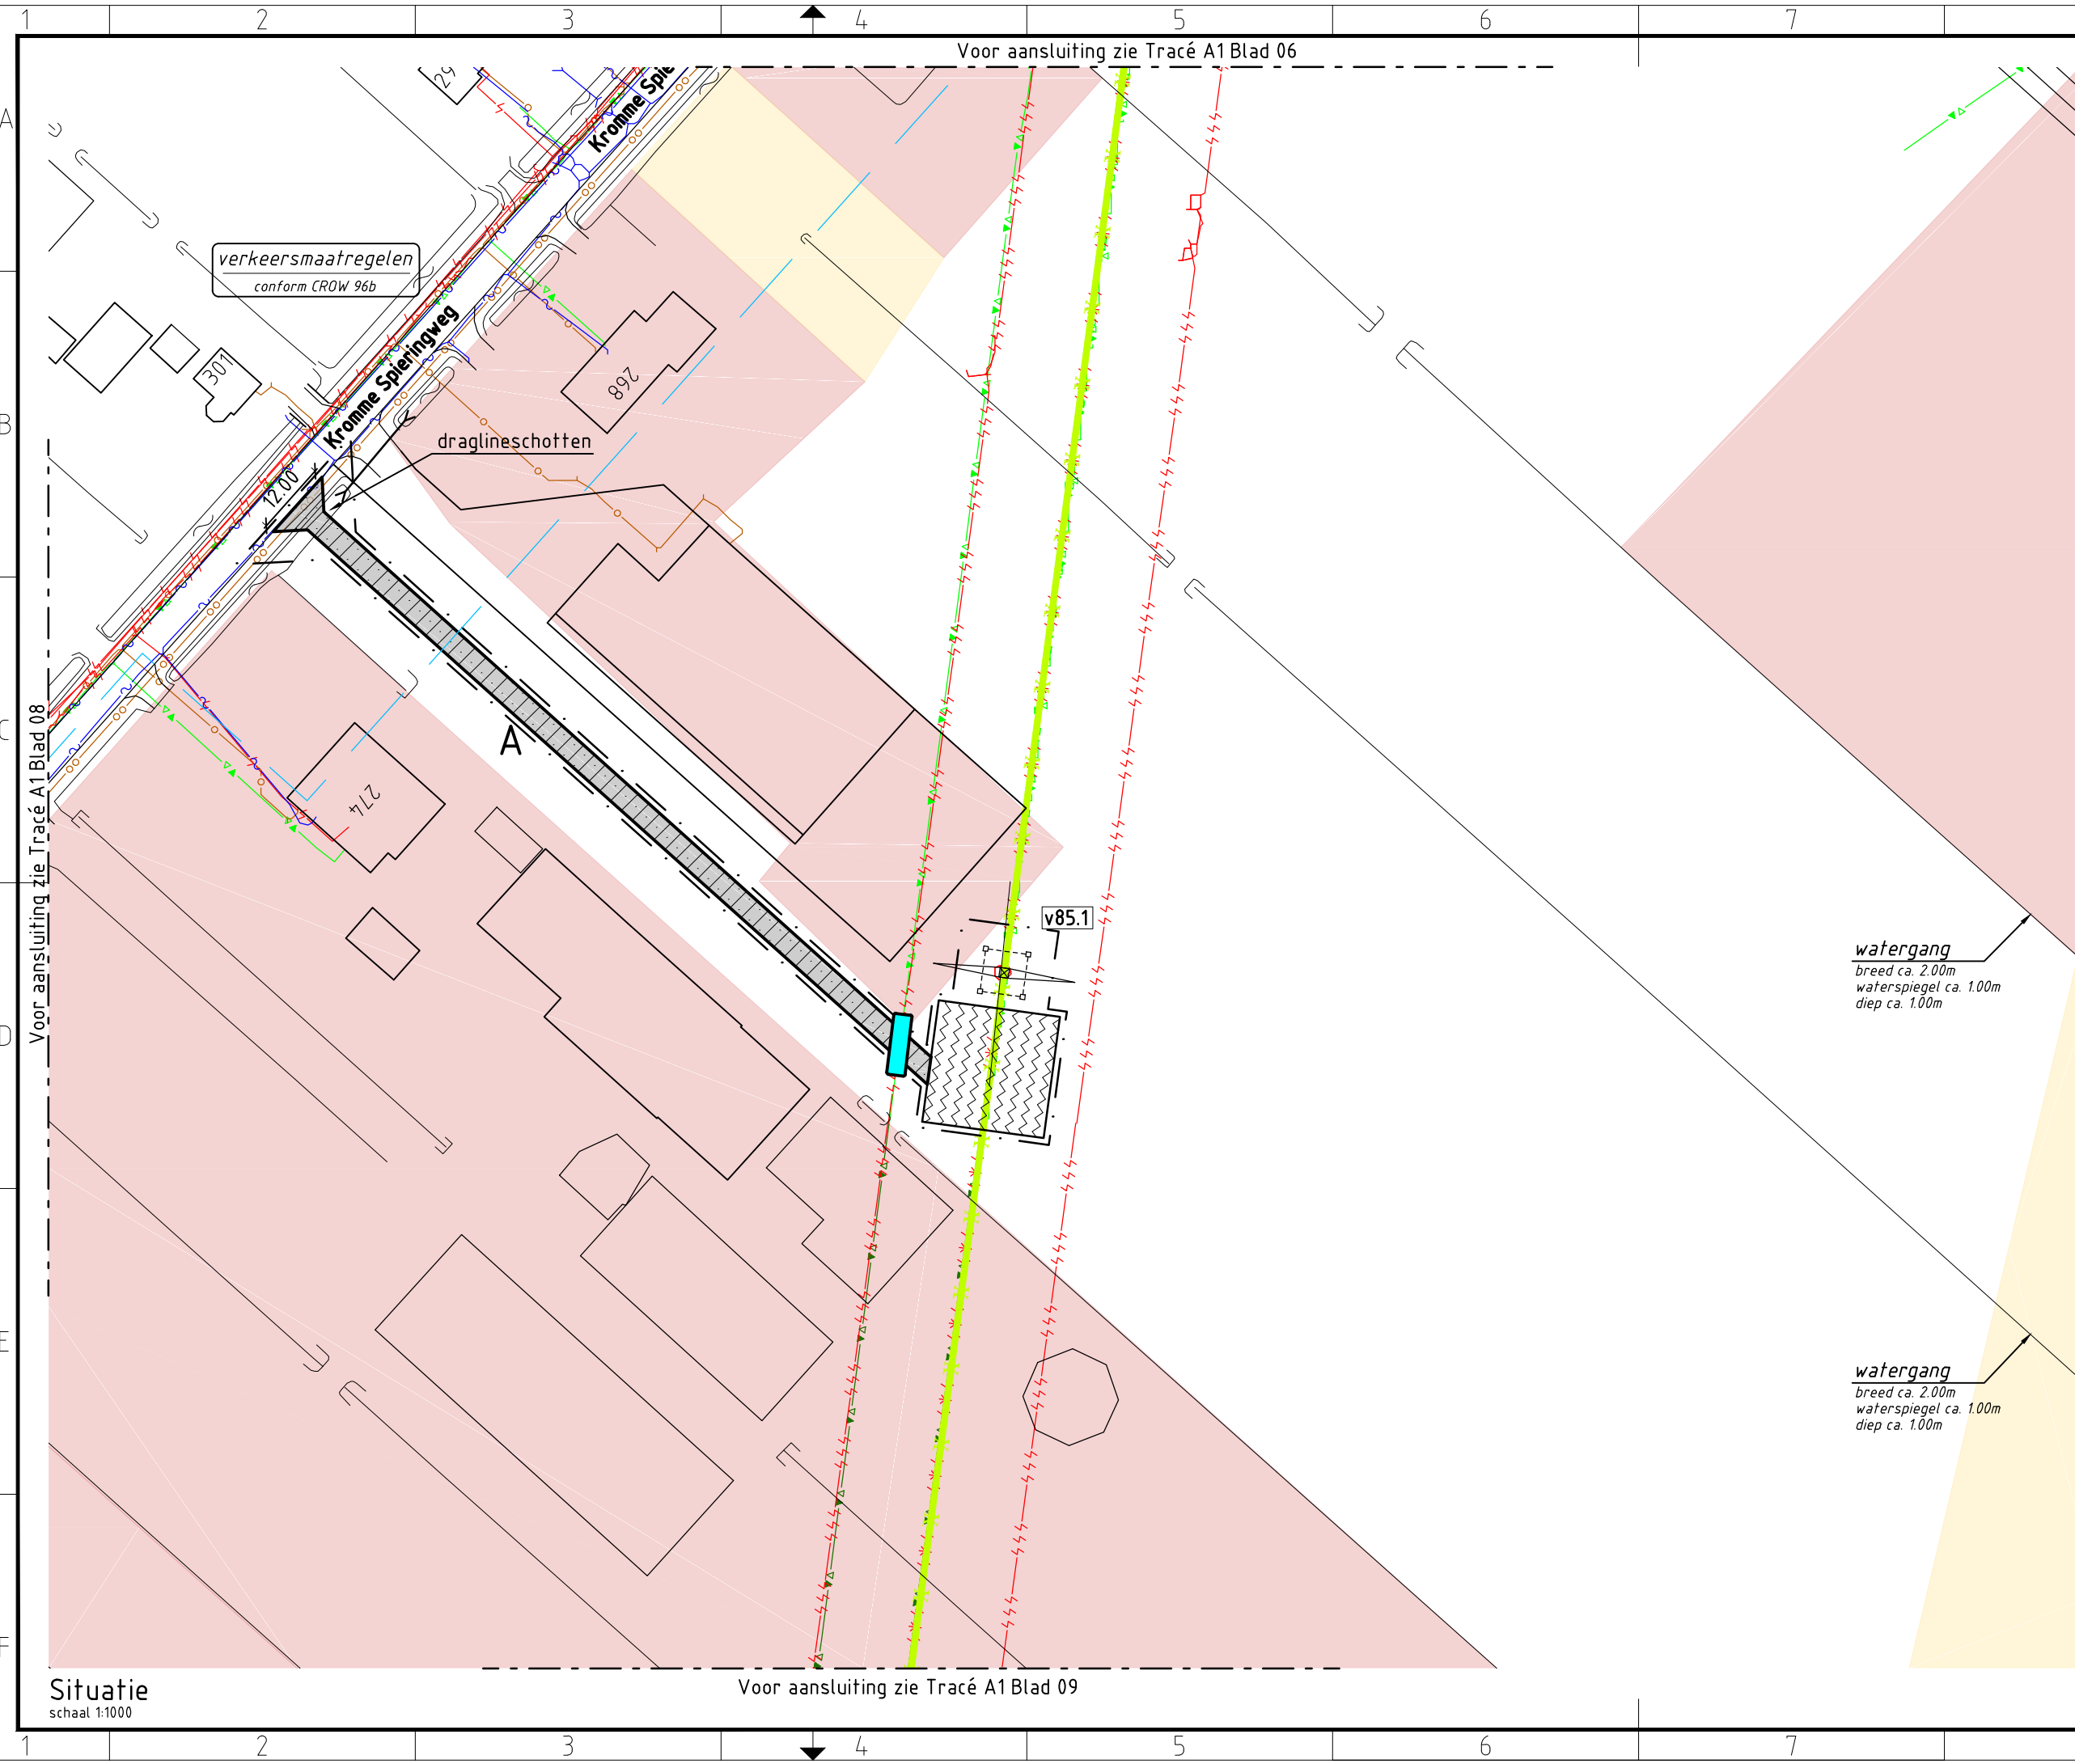 1 2 3 4 5 6 7
Voor aansluiting zie Tracé A1 Blad 06
A
29
Kromme Spie
verkeersmaatregelen
conform CROW 96b
Kromme Spieringweg
301
268
B
draglineschotten
12.00
C
Voor aansluiting zie Tracé A1 Blad 08
A
274
v85.1
watergang
breed ca. 2.00m
waterspiegel ca. 1.00m
diep ca. 1.00m
D
E
watergang
breed ca. 2.00m
waterspiegel ca. 1.00m
diep ca. 1.00m
F
Situatie
schaal 1:1000
Voor aansluiting zie Tracé A1 Blad 09
1 2 3 4 5 6 7